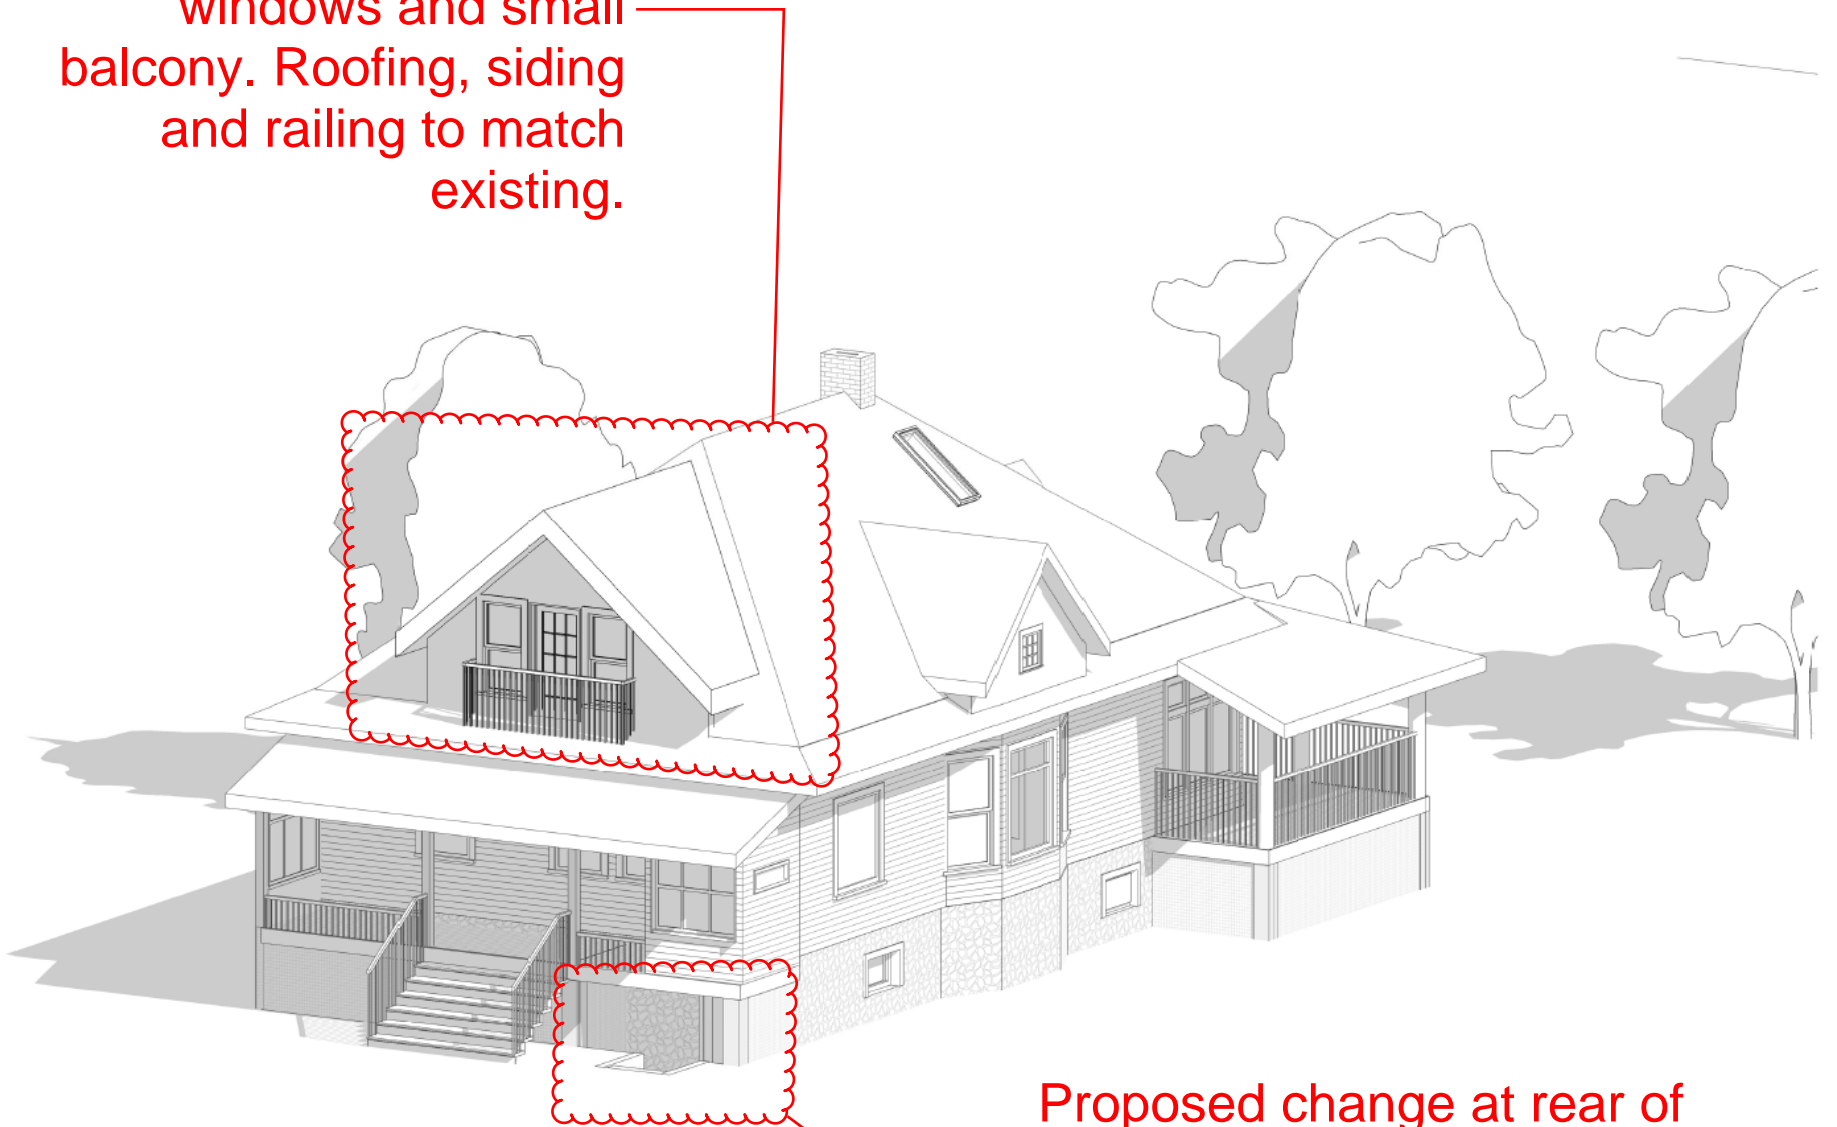 windows and small
balcony. Roofing, siding
and railing to match
existing.
Proposed change at rear of